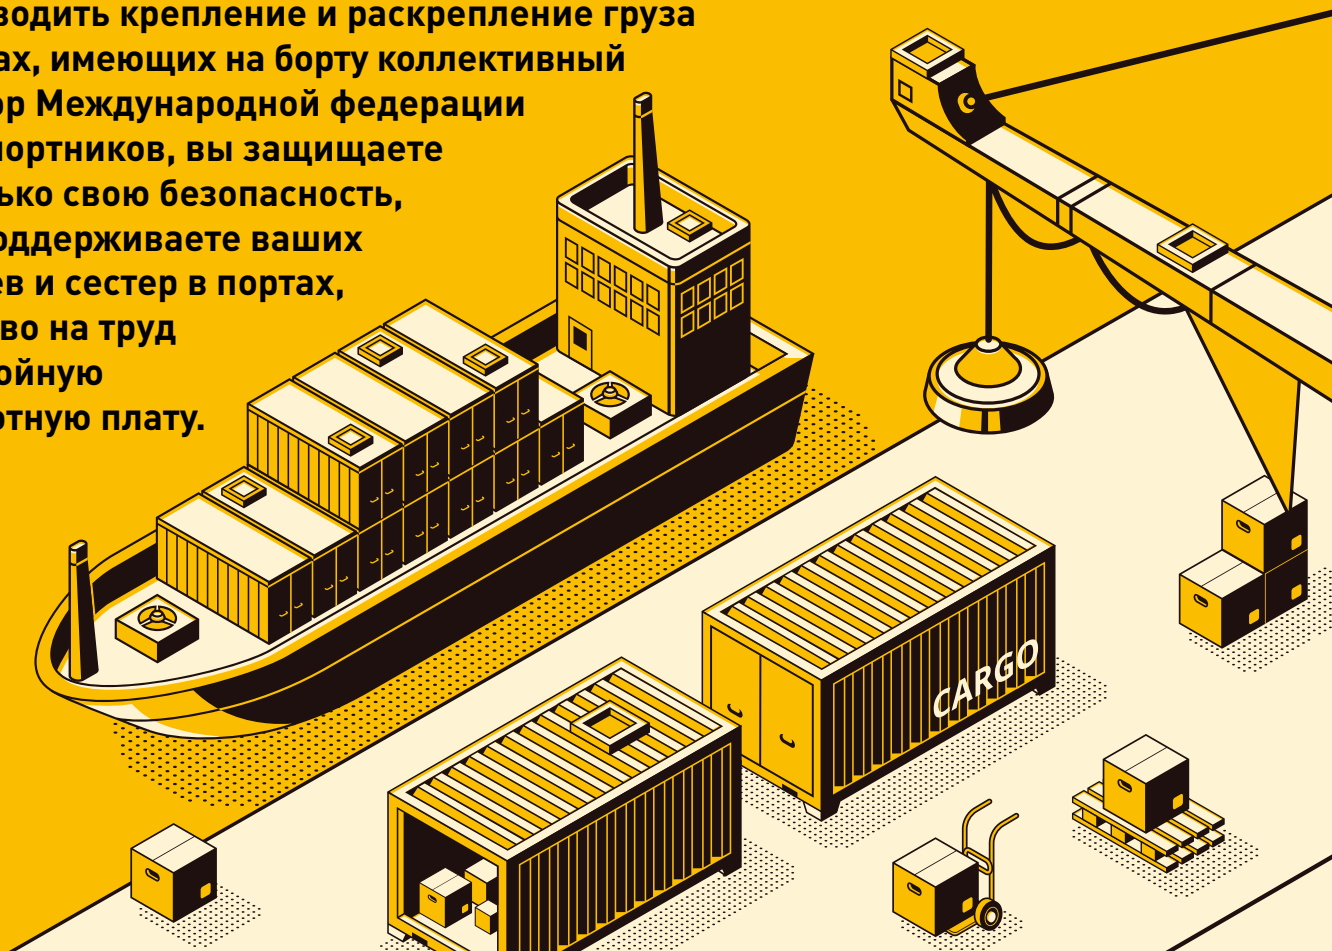 водить крепление и раскрепление груза
ах, имеющих на борту коллективный
ор Международной федерации
портников, вы защищаете
ько свою безопасность,
оддерживаете ваших
ев и сестер в портах,
во на труд
ойную
отную плату.
CARGO